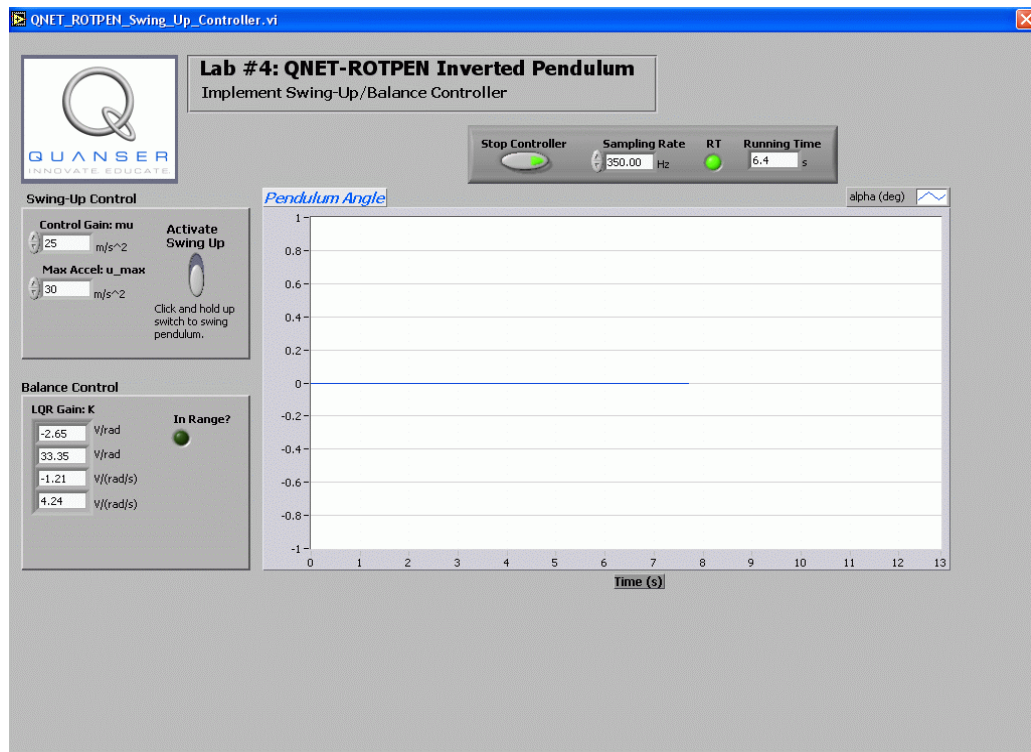 QNET_ROTPEN_Swing_Up_Controller.vi
Lab #4: QNET-ROTPEN Inverted Pendulum
Implement Swing-Up/Balance Controller
QUANSER
INNOVATE. EDUCATE.
Stop Controller
Sampling Rate
350.00 Hz
RT
Running Time
6.4 s
Swing-Up Control
Control Gain: mu
25 m/s^2
Max Accel: u_max
30 m/s^2
Activate
Swing Up
Click and hold up
switch to swing
pendulum.
Balance Control
LQR Gain: K
-2.65 V/rad
33.35 V/rad
-1.21 V/(rad/s)
4.24 V/(rad/s)
In Range?
Pendulum Angle
alpha (deg)
1
0.8
0.6
0.4
0.2
0
-0.2
-0.4
-0.6
-0.8
-1
0 1 2 3 4 5 6 7 8 9 10 11 12 13
Time (s)